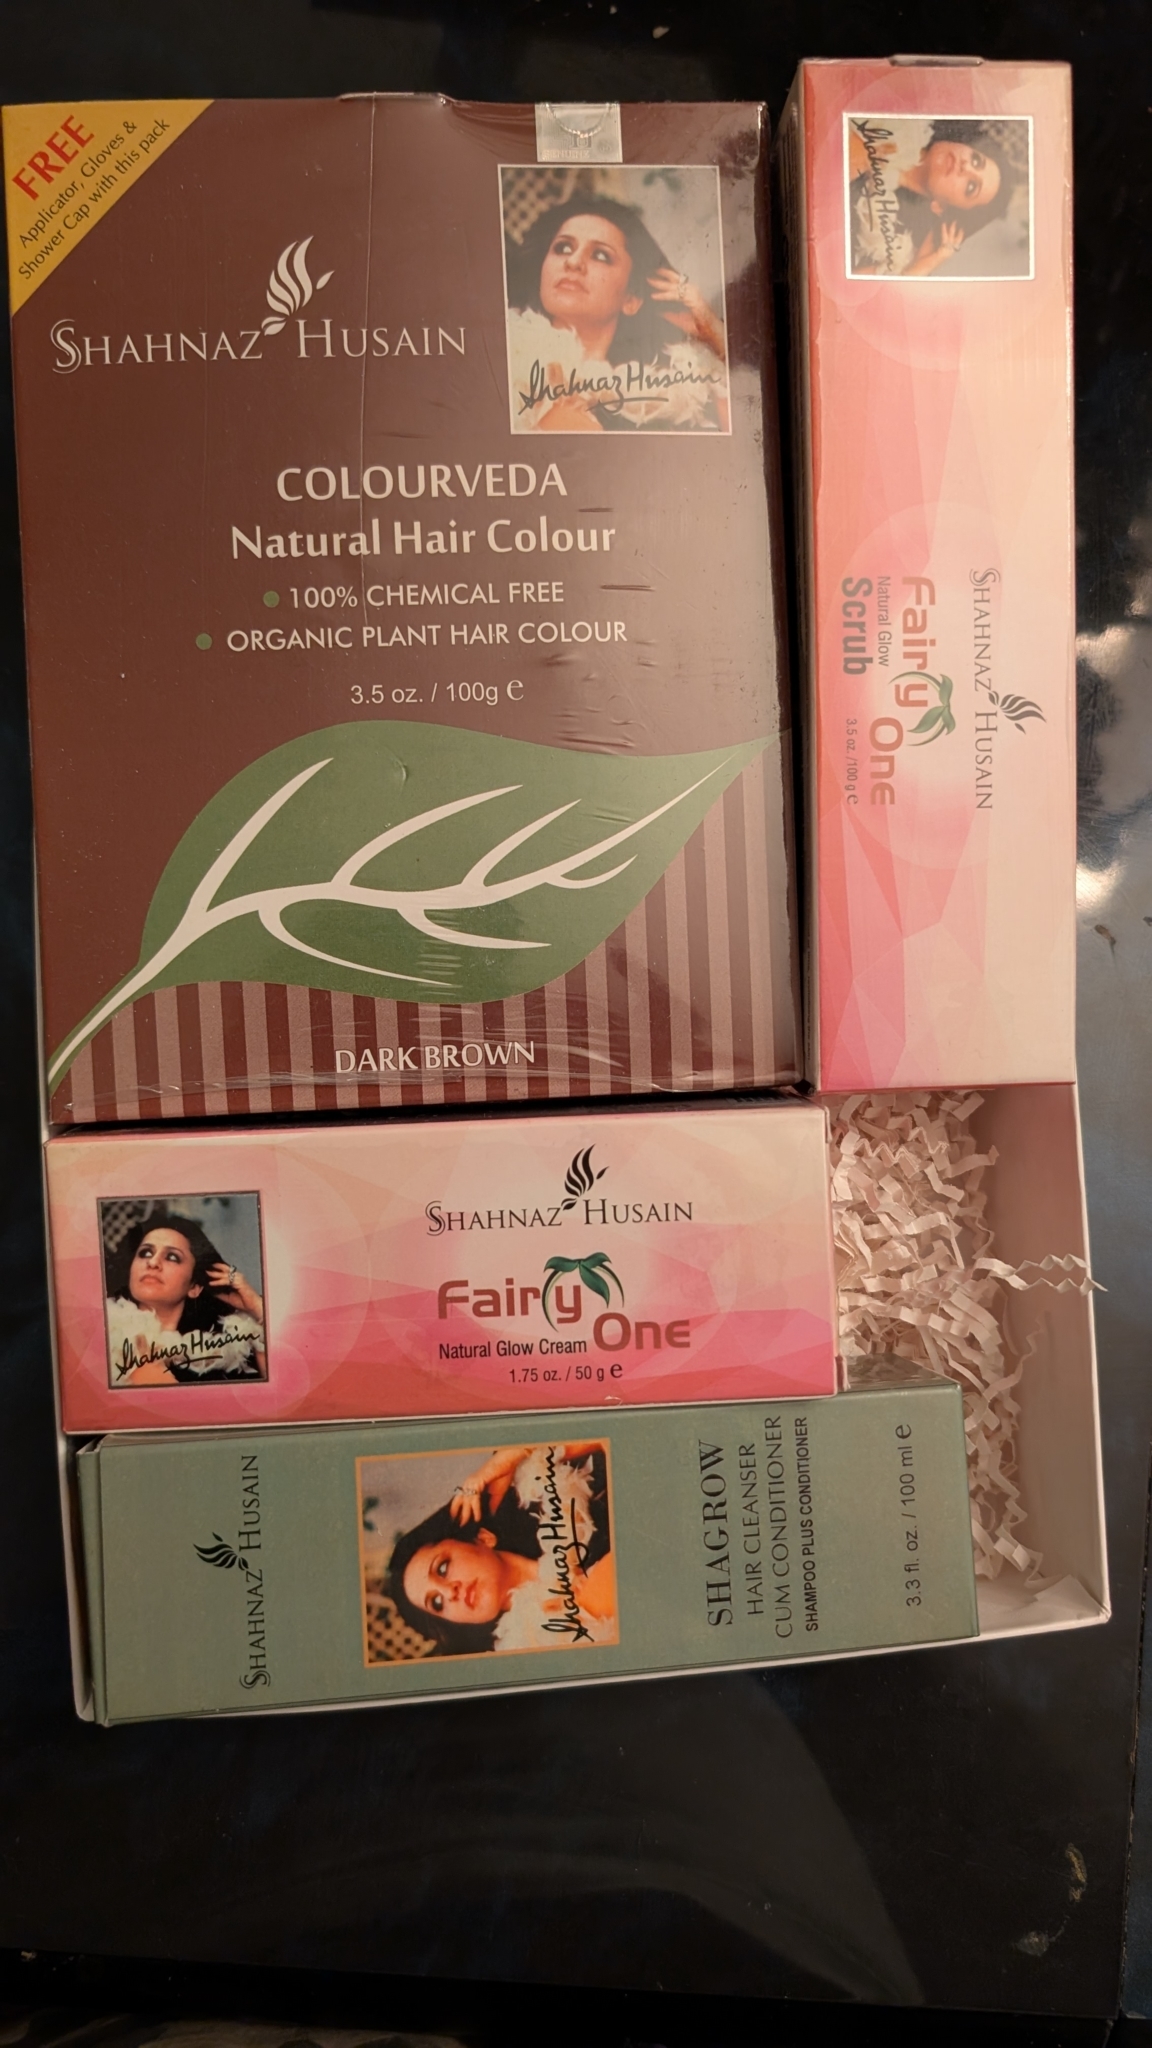 FREE
Applicator, Gloves &
Shower Cap with this pack
SHAHNAZ HUSAIN
Shahnaz Husain
COLOURVEDA
Natural Hair Colour
100% CHEMICAL FREE
ORGANIC PLANT HAIR COLOUR
3.5 oz. / 100g e
DARK BROWN
Shahnaz Husain
SHAHNAZ HUSAIN
Fairy One
Natural Glow
Scrub
3.5 oz. /100 g e
Shahnaz Husain
SHAHNAZ HUSAIN
Fairy One
Natural Glow Cream
1.75 oz. / 50 g e
SHAHNAZ HUSAIN
Shahnaz Husain
SHAGROW
HAIR CLEANSER
CUM CONDITIONER
SHAMPOO PLUS CONDITIONER
3.3 fl. oz. / 100 ml e